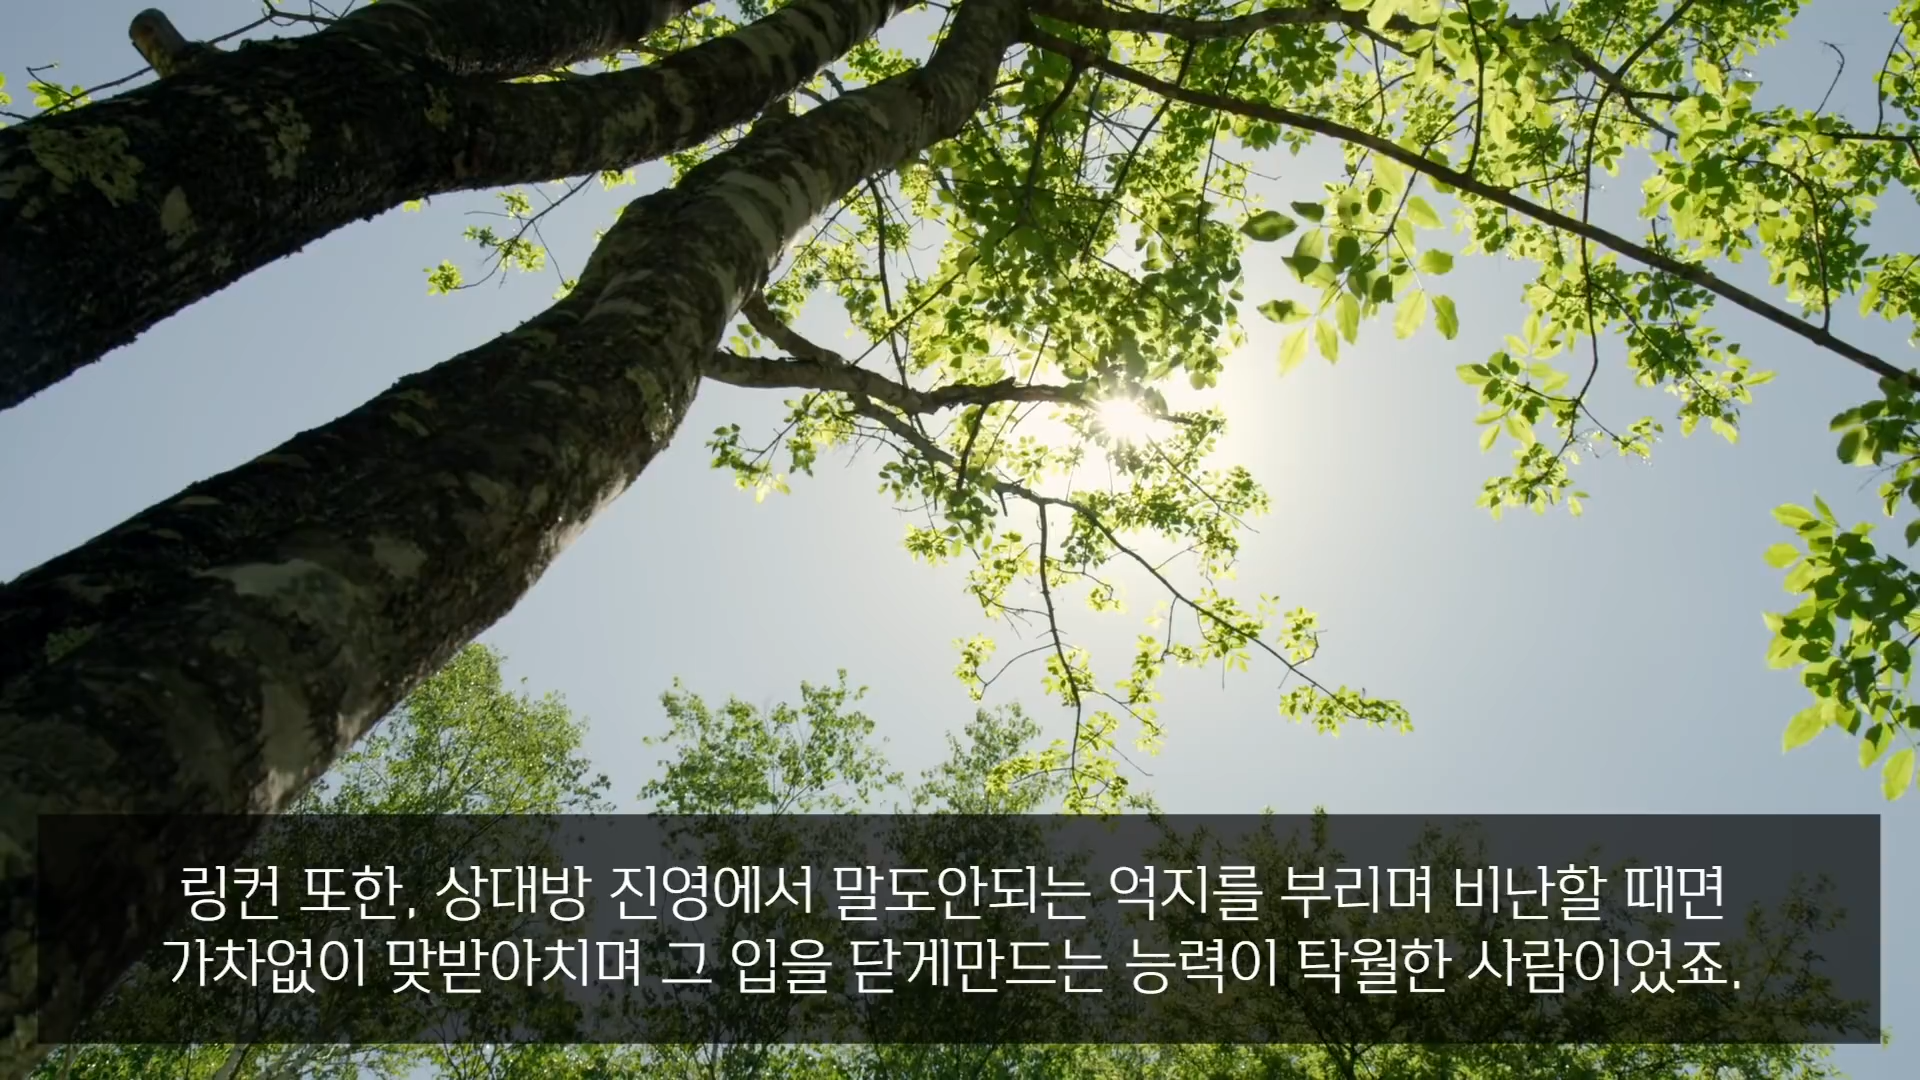 링컨 또한, 상대방 진영에서 말도안되는 억지를 부리며 비난할 때면
가차없이 맞받아치며 그 입을 닫게만드는 능력이 탁월한 사람이었죠.